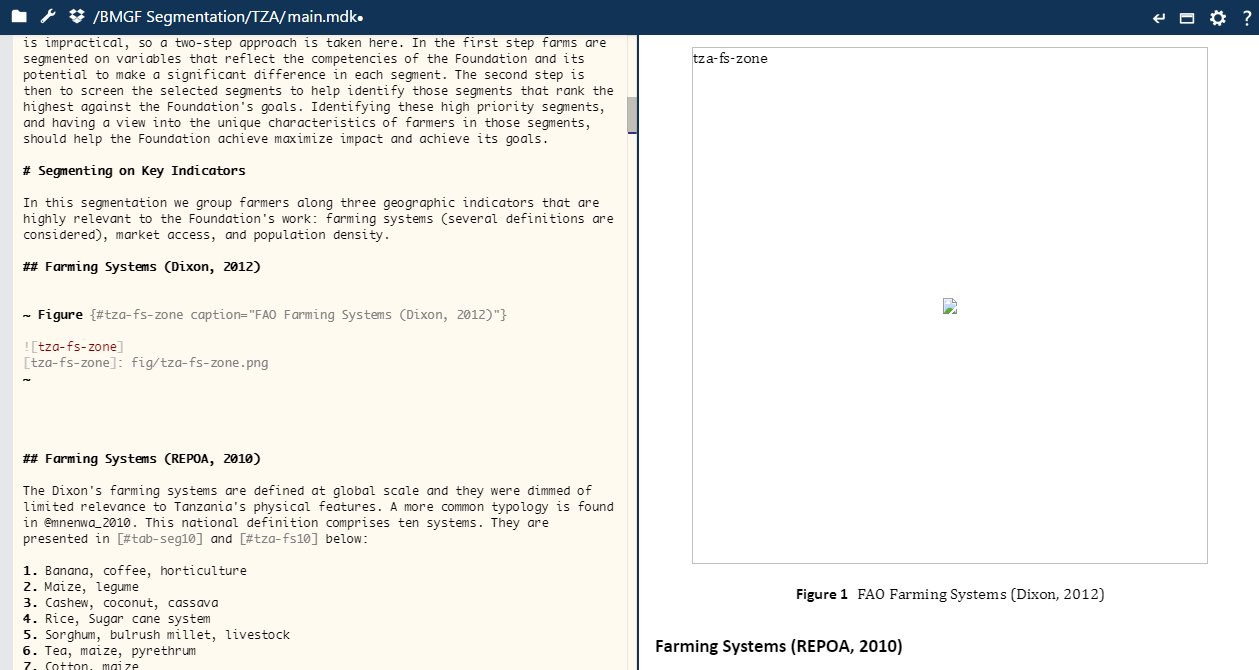 /BMGF Segmentation/TZA/main.mdk•
?
is impractical, so a two-step approach is taken here. In the first step farms are
segmented on variables that reflect the competencies of the Foundation and its
potential to make a significant difference in each segment. The second step is
then to screen the selected segments to help identify those segments that rank the
highest against the Foundation's goals. Identifying these high priority segments,
and having a view into the unique characteristics of farmers in those segments,
should help the Foundation achieve maximize impact and achieve its goals.
# Segmenting on Key Indicators
In this segmentation we group farmers along three geographic indicators that are
highly relevant to the Foundation's work: farming systems (several definitions are
considered), market access, and population density.
## Farming Systems (Dixon, 2012)
~ Figure {#tza-fs-zone caption="FAO Farming Systems (Dixon, 2012)"}
![tza-fs-zone]
[tza-fs-zone]: fig/tza-fs-zone.png
~
## Farming Systems (REPOA, 2010)
The Dixon's farming systems are defined at global scale and they were dimmed of
limited relevance to Tanzania's physical features. A more common typology is found
in @mnenwa_2010. This national definition comprises ten systems. They are
presented in [#tab-seg10] and [#tza-fs10] below:
1. Banana, coffee, horticulture
2. Maize, legume
3. Cashew, coconut, cassava
4. Rice, Sugar cane system
5. Sorghum, bulrush millet, livestock
6. Tea, maize, pyrethrum
7. Cotton, maize
tza-fs-zone
Figure 1 FAO Farming Systems (Dixon, 2012)
Farming Systems (REPOA, 2010)